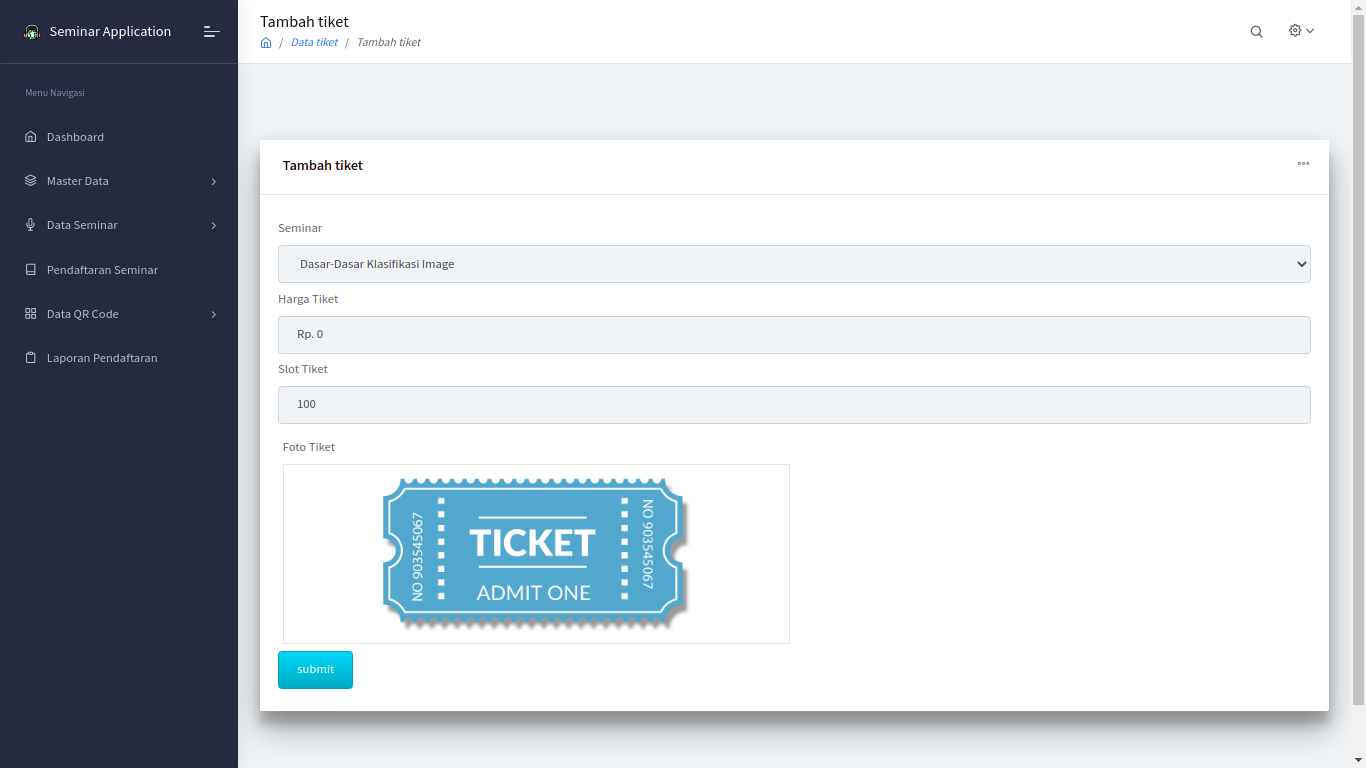 Seminar Application
Menu Navigasi
Dashboard
Master Data
Data Seminar
Pendaftaran Seminar
Data QR Code
Laporan Pendaftaran
Tambah tiket
/ Data tiket / Tambah tiket
Tambah tiket
Seminar
Dasar-Dasar Klasifikasi Image
Harga Tiket
Rp. 0
Slot Tiket
100
Foto Tiket
NO 903545067
TICKET
ADMIT ONE
NO 903545067
submit